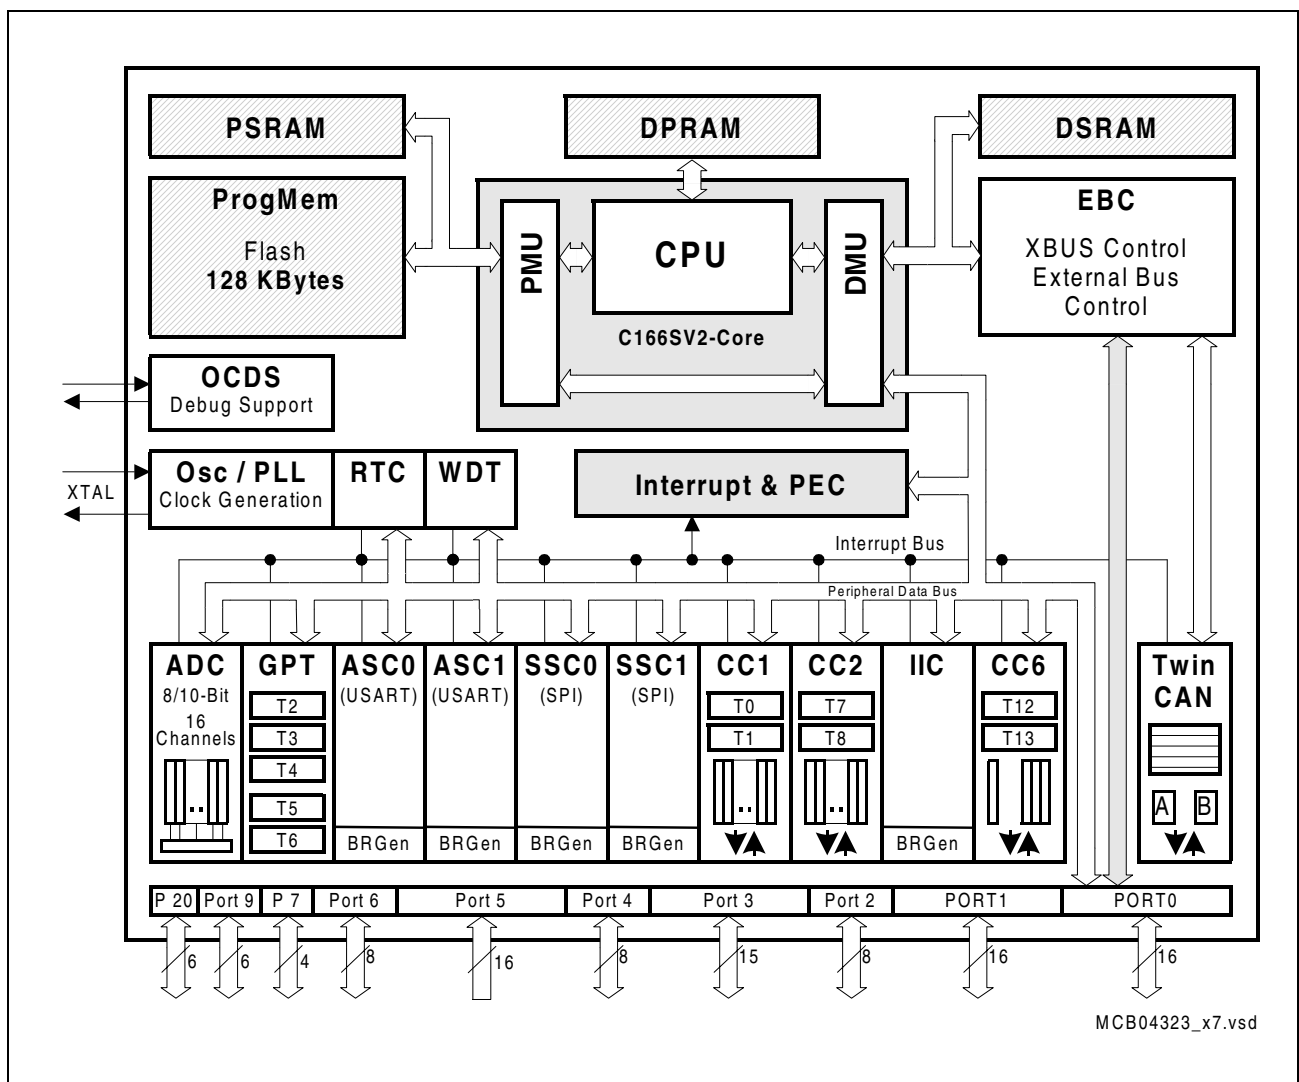 PSRAM
DPRAM
DSRAM
ProgMem
Flash
128 KBytes
PMU
CPU
DMU
C166SV2-Core
EBC
XBUS Control
External Bus
Control
OCDS
Debug Support
Osc / PLL
Clock Generation
RTC
WDT
XTAL
Interrupt & PEC
Interrupt Bus
Peripheral Data Bus
ADC
8/10-Bit
16
Channels
GPT
T2
T3
T4
T5
T6
ASC0
(USART)
BRGen
ASC1
(USART)
BRGen
SSC0
(SPI)
BRGen
SSC1
(SPI)
BRGen
CC1
T0
T1
CC2
T7
T8
IIC
BRGen
CC6
T12
T13
Twin
CAN
A B
P 20 Port 9 P 7 Port 6 Port 5 Port 4 Port 3 Port 2 PORT1 PORT0
6 6 4 8 16 8 15 8 16 16
MCB04323_x7.vsd